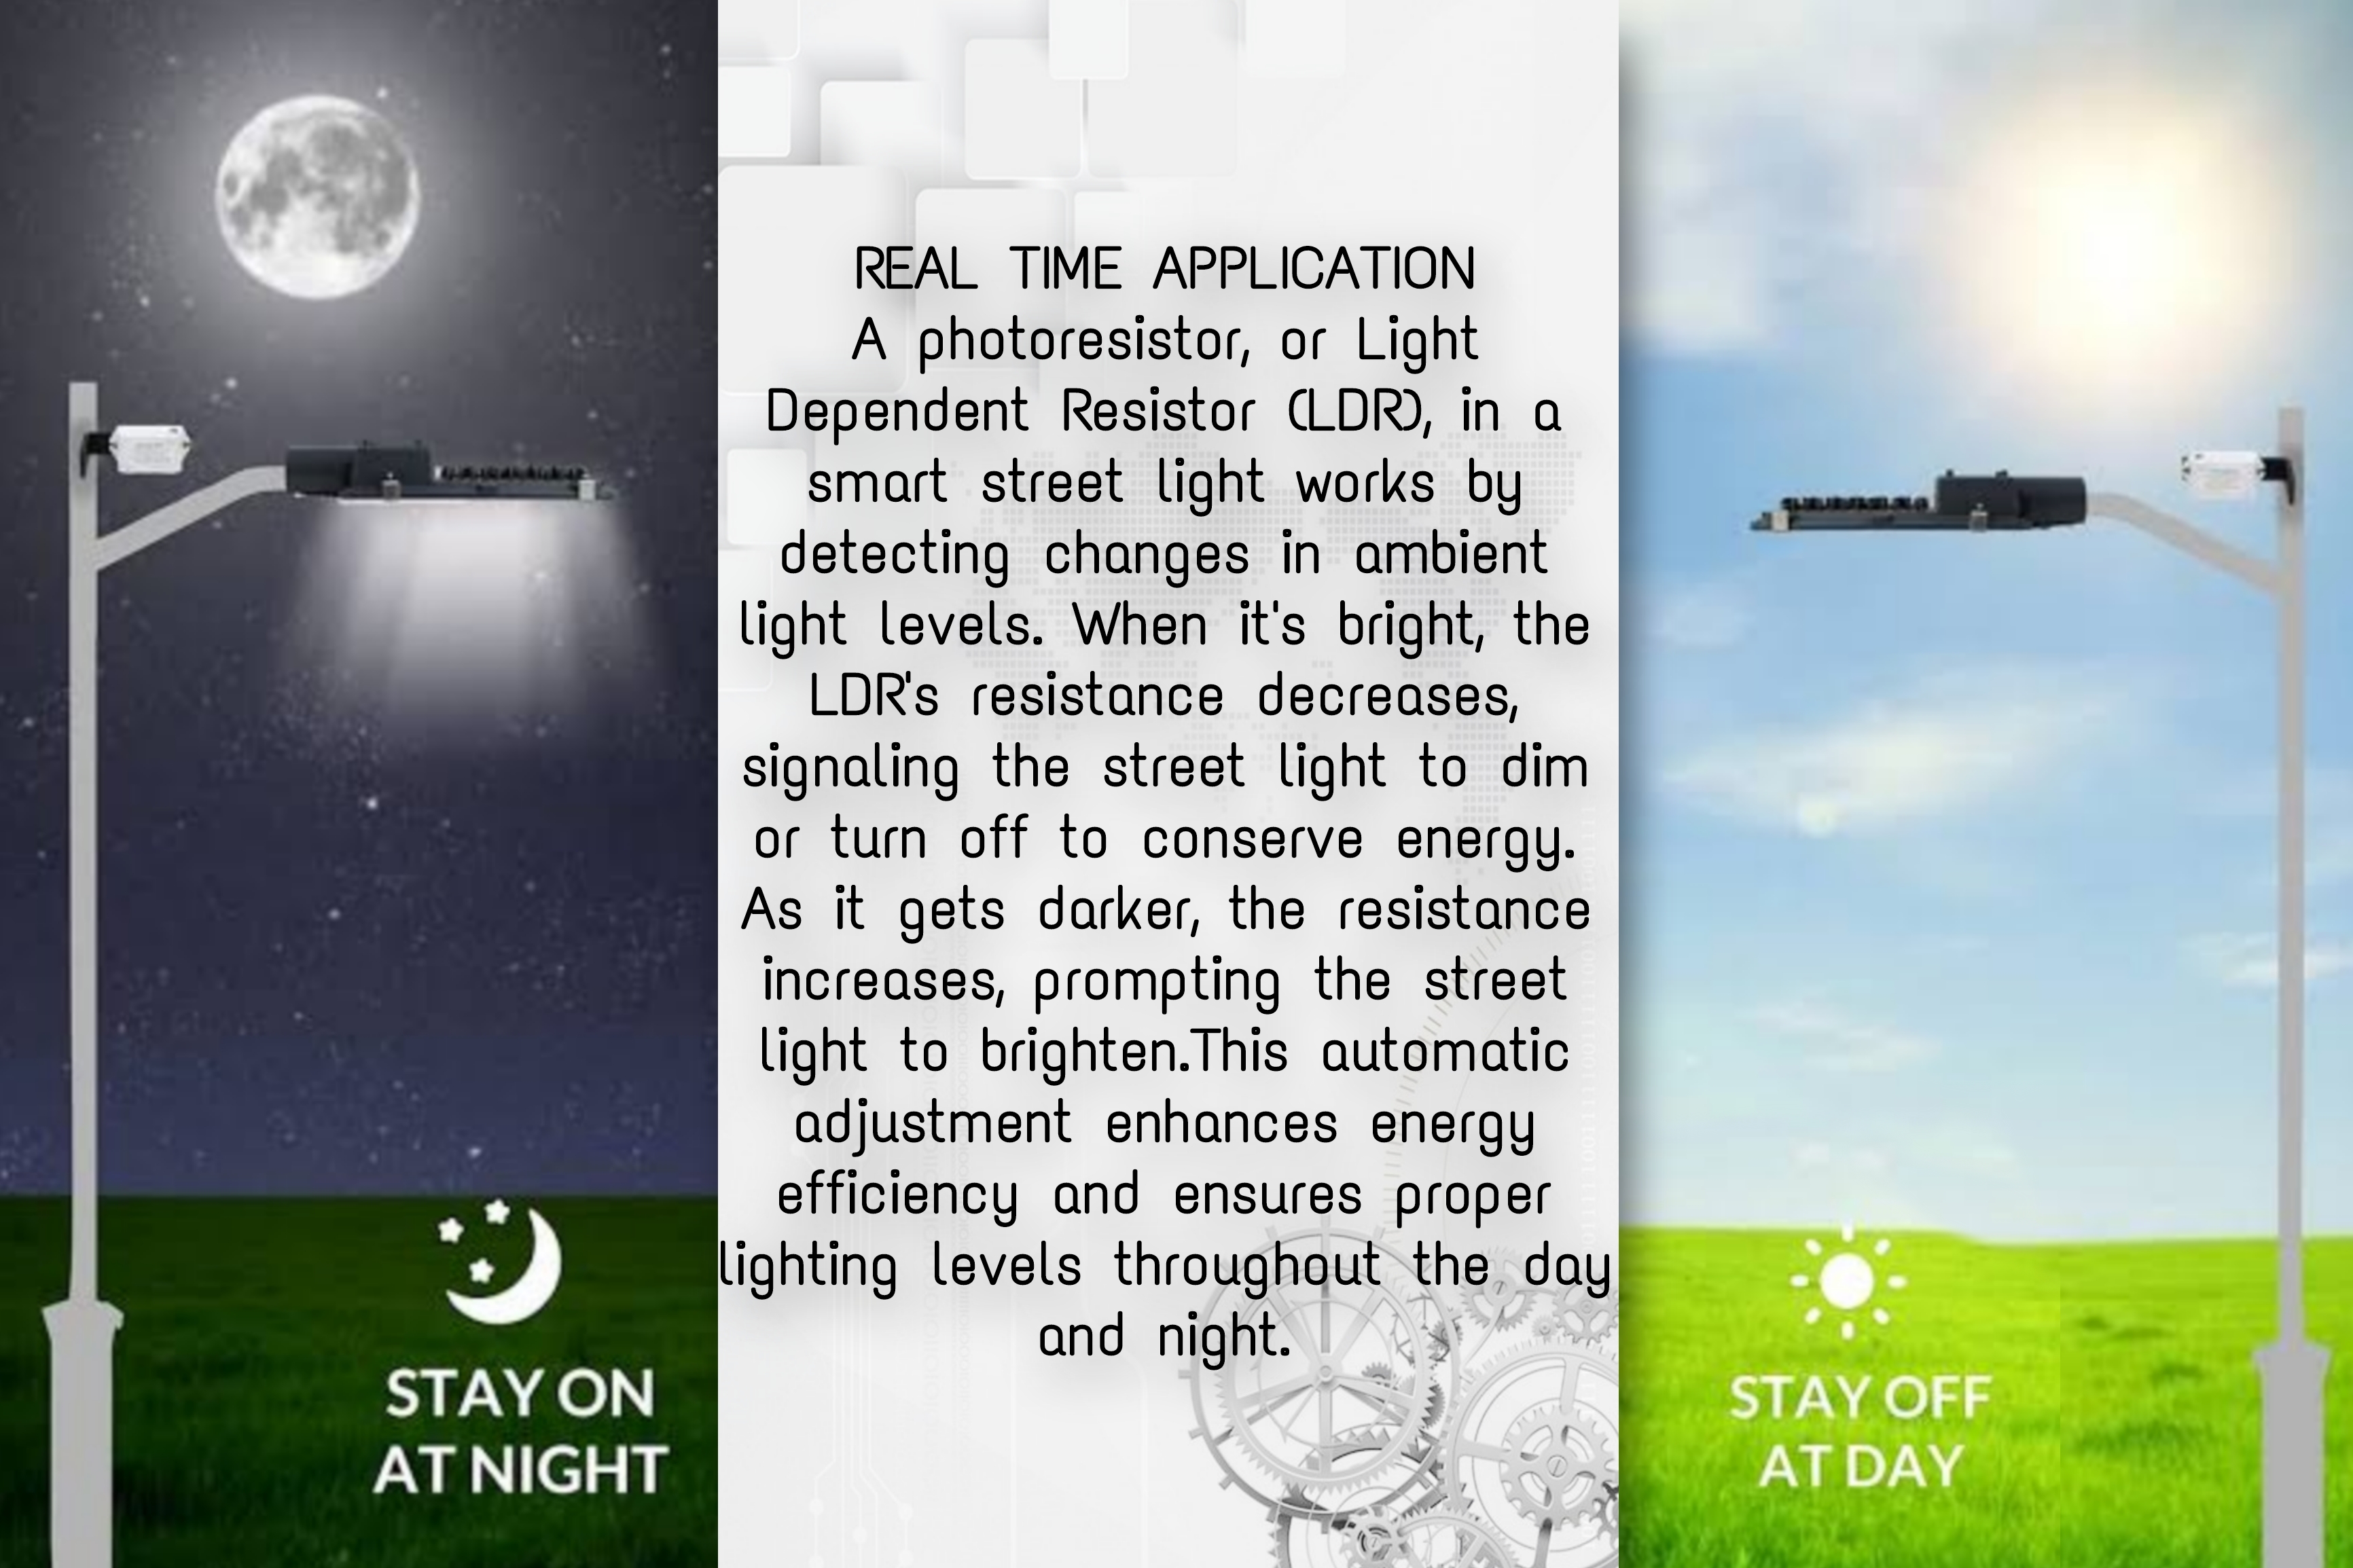 REAL TIME APPLICATION
A photoresistor, or Light
Dependent Resistor (LDR), in a
smart street light works by
detecting changes in ambient
light levels. When it's bright, the
LDR's resistance decreases,
signaling the street light to dim
or turn off to conserve energy.
As it gets darker, the resistance
increases, prompting the street
light to brighten.This automatic
adjustment enhances energy
efficiency and ensures proper
lighting levels throughout the day
and night.
STAY ON
AT NIGHT
STAY OFF
AT DAY